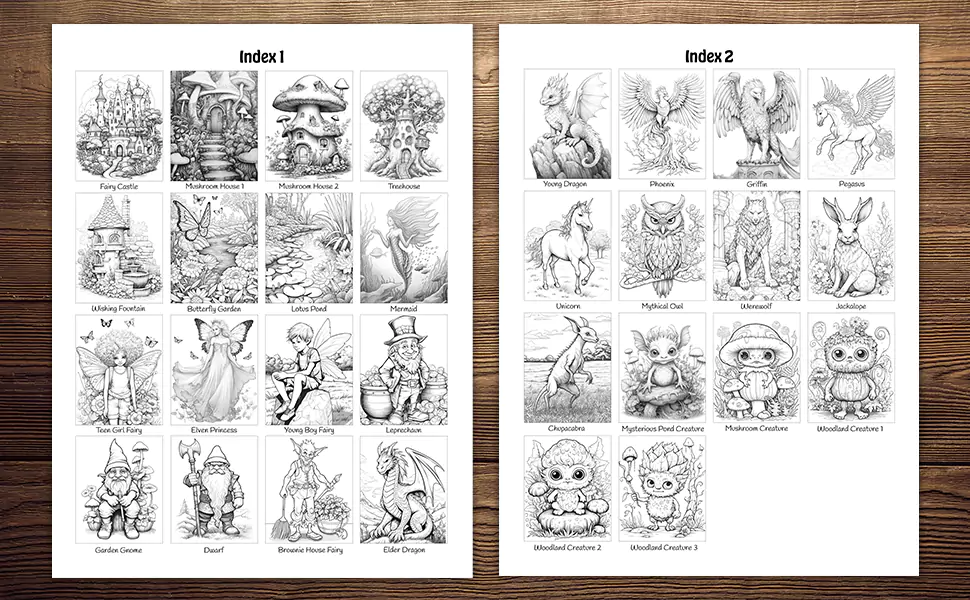 Index 1
Fairy Castle
Mushroom House 1
Mushroom House 2
Treehouse
Wishing Fountain
Butterfly Garden
Lotus Pond
Mermaid
Teen Girl Fairy
Elven Princess
Young Boy Fairy
Leprechaun
Garden Gnome
Dwarf
Brownie House Fairy
Elder Dragon
Index 2
Young Dragon
Phoenix
Griffin
Pegasus
Unicorn
Mythical Owl
Werewolf
Jackalope
Chupacabra
Mysterious Pond Creature
Mushroom Creature
Woodland Creature 1
Woodland Creature 2
Woodland Creature 3